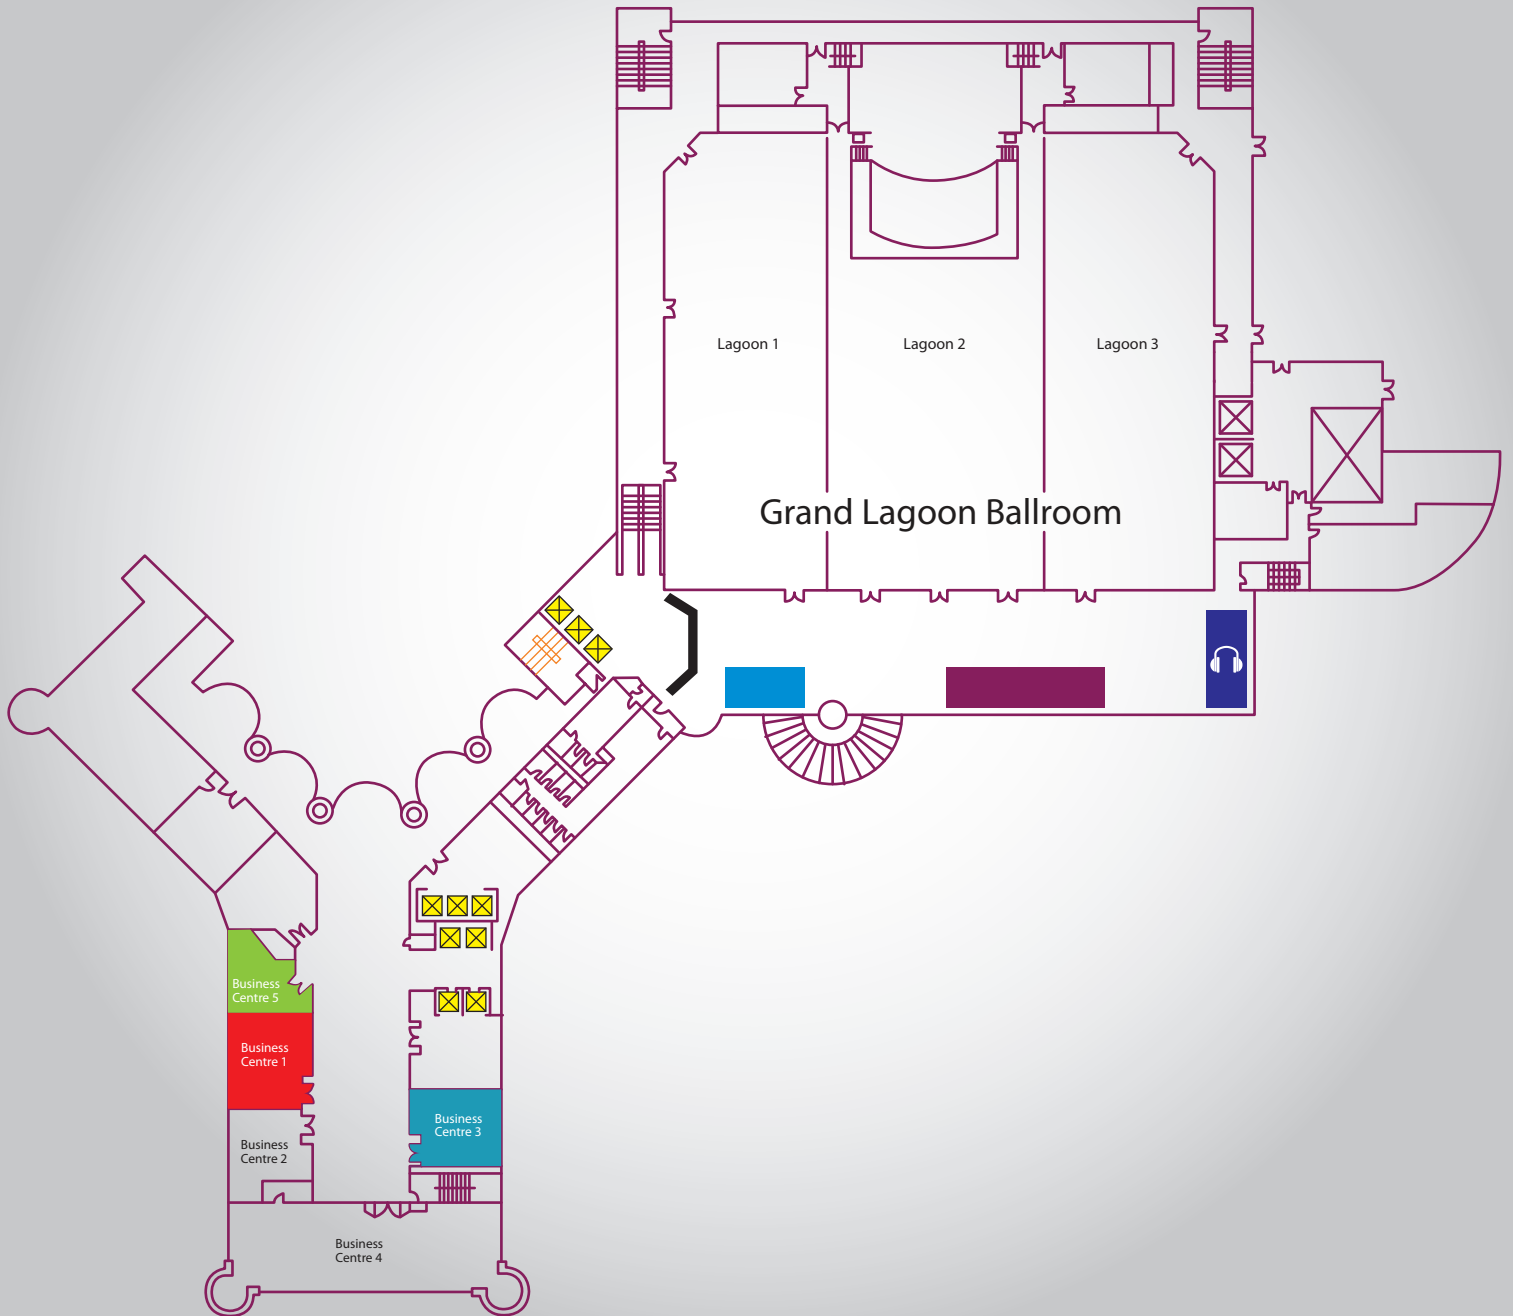 Lagoon 1
Lagoon 2
Lagoon 3
Grand Lagoon Ballroom
Business
Centre 5
Business
Centre 1
Business
Centre 3
Business
Centre 2
Business
Centre 4